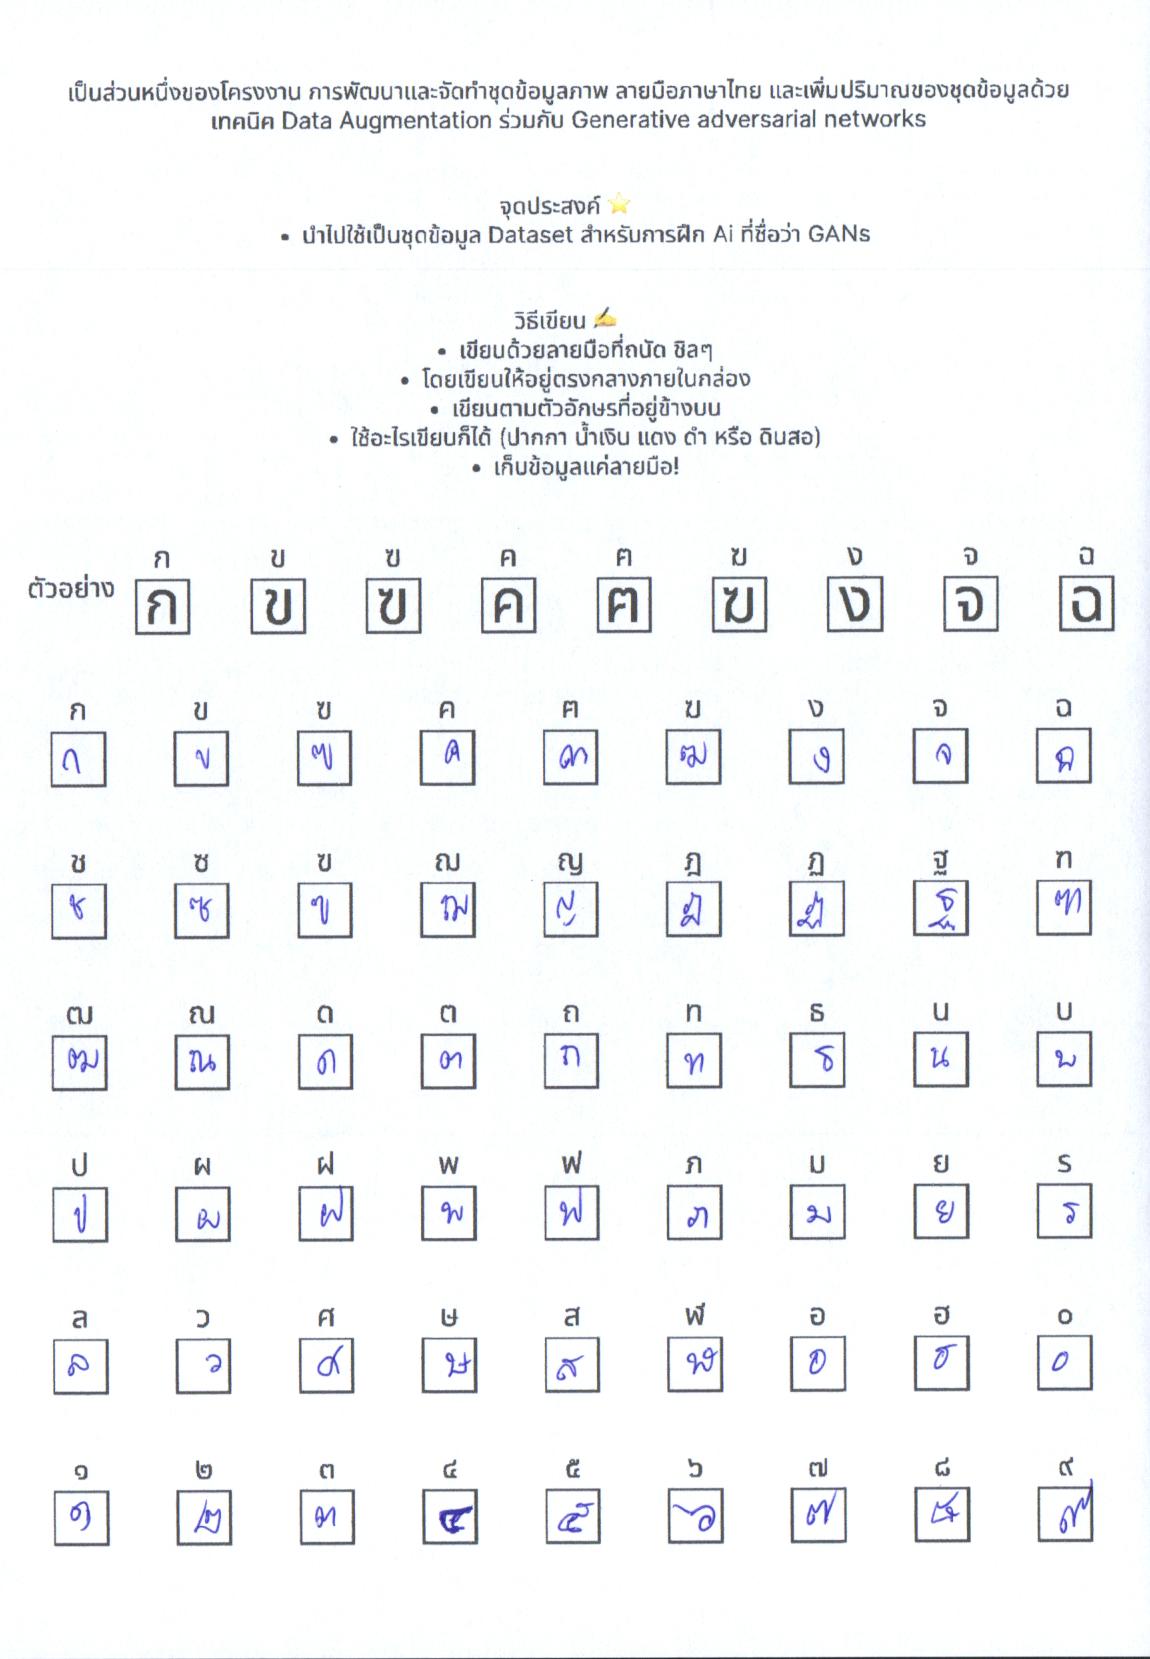 เป็นส่วนหนึ่งของโครงงาน การพัฒนาและจัดทำชุดข้อมูลภาพ ลายมือภาษาไทย และเพิ่มปริมาณของชุดข้อมูลด้วย
เทคนิค Data Augmentation ร่วมกับ Generative adversarial networks
จุดประสงค์ ⭐
• นำไปใช้เป็นชุดข้อมูล Dataset สำหรับการฝึก Ai ที่ชื่อว่า GANs
วิธีเขียน ✍
• เขียนด้วยลายมือที่ถนัด ชิลๆ
• โดยเขียนให้อยู่ตรงกลางภายในกล่อง
• เขียนตามตัวอักษรที่อยู่ข้างบน
• ใช้อะไรเขียนก็ได้ (ปากกา น้ำเงิน แดง ดำ หรือ ดินสอ)
• เก็บข้อมูลแค่ลายมือ!
ก ข ฃ ค ฅ ฆ ง จ ฉ
ตัวอย่าง ก ข ฃ ค ฅ ฆ ง จ ฉ
ก ข ฃ ค ฅ ฆ ง จ ฉ
ก ข ฃ ค ฅ ฆ ง จ ฉ
ช ซ ฃ ฌ ญ ฎ ฏ ฐ ฑ
ช ซ ฃ ฌ ญ ฎ ฏ ฐ ฑ
ฒ ณ ด ต ถ ท ธ น บ
ฒ ณ ด ต ถ ท ธ น บ
ป ผ ฝ พ ฟ ภ ม ย ร
ป ผ ฝ พ ฟ ภ ม ย ร
ล ว ศ ษ ส ฬ อ ฮ ๐
ล ว ศ ษ ส ฬ อ ฮ ๐
๑ ๒ ๓ ๔ ๕ ๖ ๗ ๘ ๙
๑ ๒ ๓ ๔ ๕ ๖ ๗ ๘ ๙